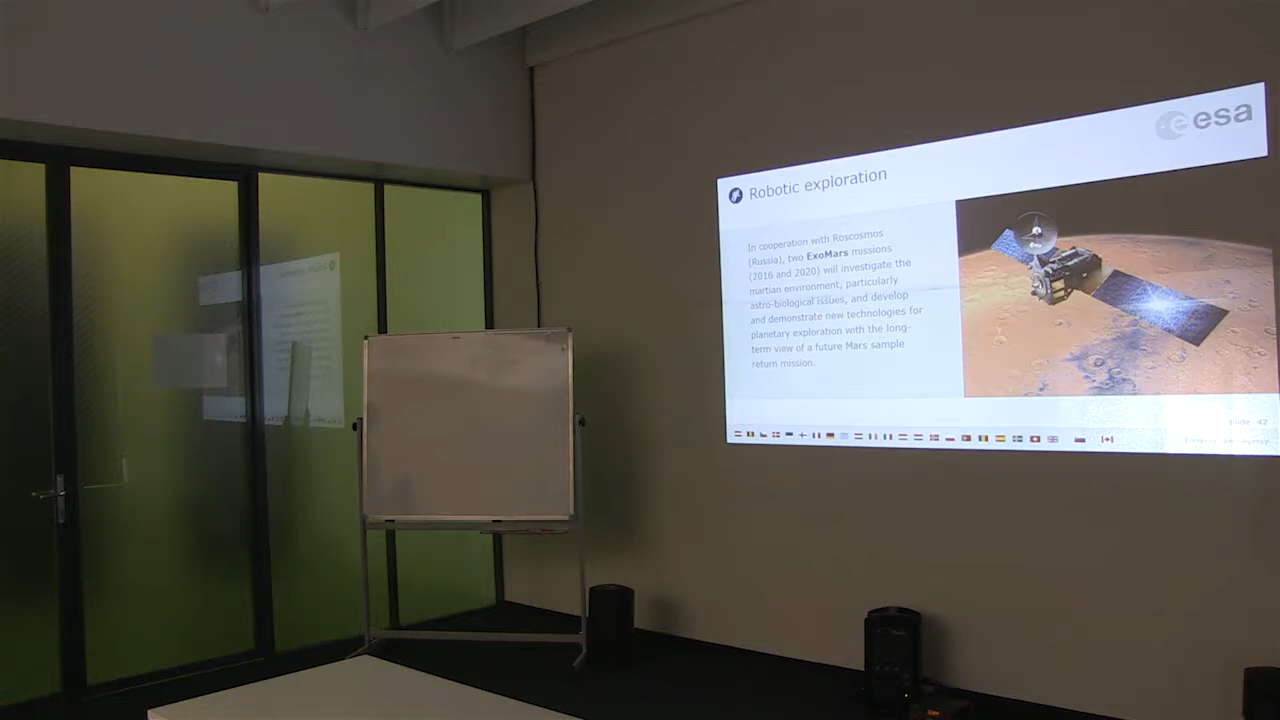 esa
Robotic exploration
In cooperation with Roscosmos
(Russia), two ExoMars missions
(2016 and 2020) will investigate the
martian environment, particularly
astro-biological issues, and develop
and demonstrate new technologies for
planetary exploration with the long-
term view of a future Mars sample
return mission.
slide 42